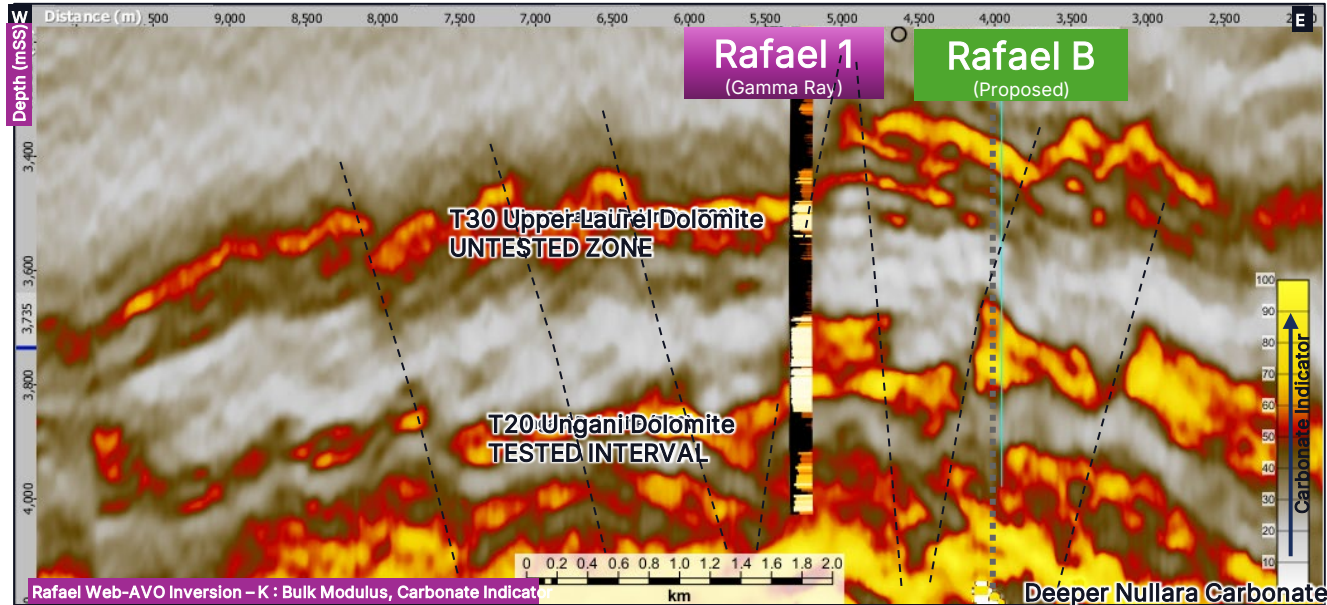 W
Distance (m)
9,500 9,000 8,500 8,000 7,500 7,000 6,500 6,000 5,500 5,000 4,500 4,000 3,500 3,000 2,500
E
Depth (mSS)
Rafael 1
(Gamma Ray)
Rafael B
(Proposed)
3,400
3,600
3,735
3,800
4,000
T30 Upper Laurel Dolomite
UNTESTED ZONE
T20 Ungani Dolomite
TESTED INTERVAL
100
90
80
70
60
50
40
30
20
10
Carbonate Indicator
0 0.2 0.4 0.6 0.8 1.0 1.2 1.4 1.6 1.8 2.0
km
Rafael Web-AVO Inversion – K : Bulk Modulus, Carbonate Indicator
Deeper Nullara Carbonate